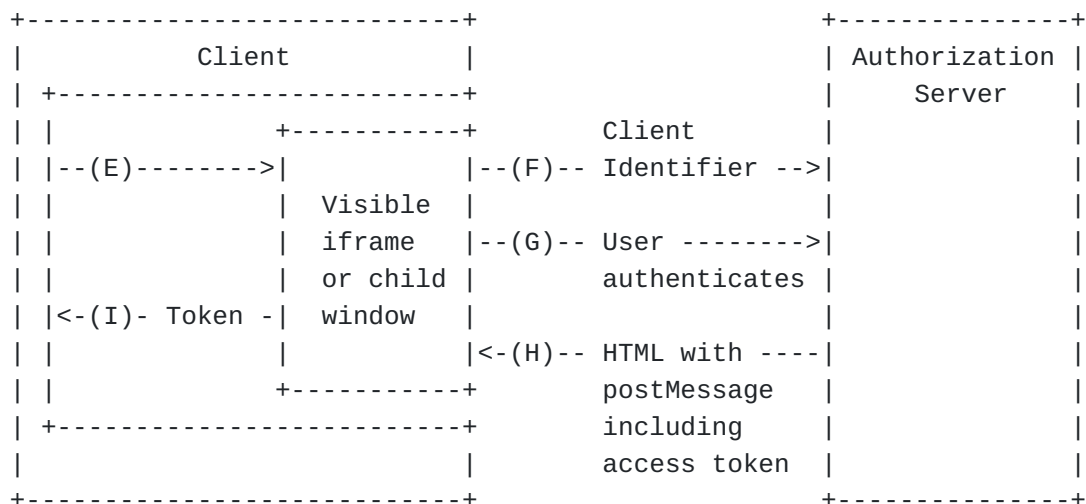 +----------------------------+                      +---------------+
|           Client           |                      | Authorization |
| +--------------------------+                      |     Server    |
| |              +-----------+        Client        |               |
| |--(E)-------->|           |--(F)-- Identifier -->|               |
| |              |  Visible  |                      |               |
| |              |  iframe   |--(G)-- User -------->|               |
| |              |  or child |        authenticates |               |
| |<-(I)- Token -|  window   |                      |               |
| |              |           |<-(H)-- HTML with ----|               |
| |              +-----------+        postMessage   |               |
| +--------------------------+        including     |               |
|                            |        access token  |               |
+----------------------------+                      +---------------+